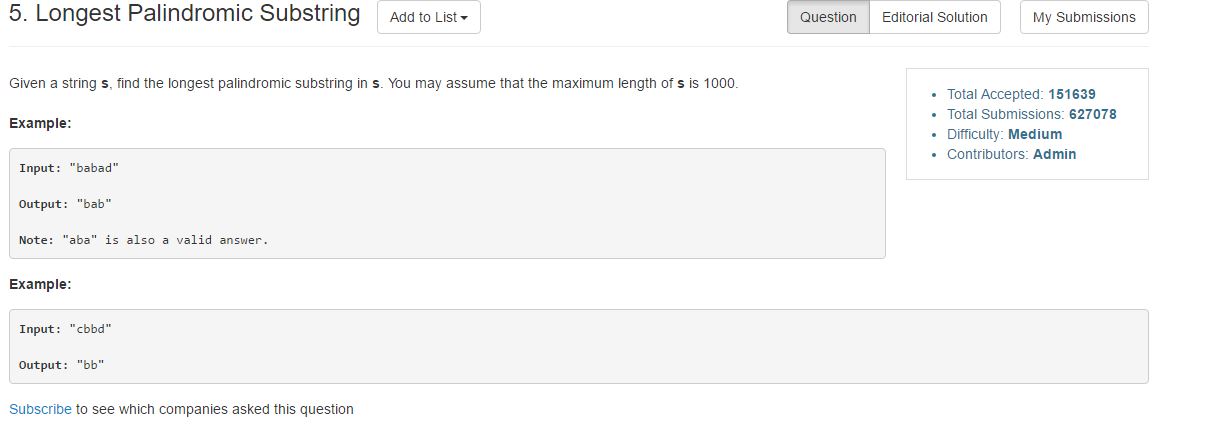 5. Longest Palindromic Substring Add to List Question Editorial Solution My Submissions
Given a string s, find the longest palindromic substring in s. You may assume that the maximum length of s is 1000.
Total Accepted: 151639
Total Submissions: 627078
Difficulty: Medium
Contributors: Admin
Example:
Input: "babad"
Output: "bab"
Note: "aba" is also a valid answer.
Example:
Input: "cbbd"
Output: "bb"
Subscribe to see which companies asked this question